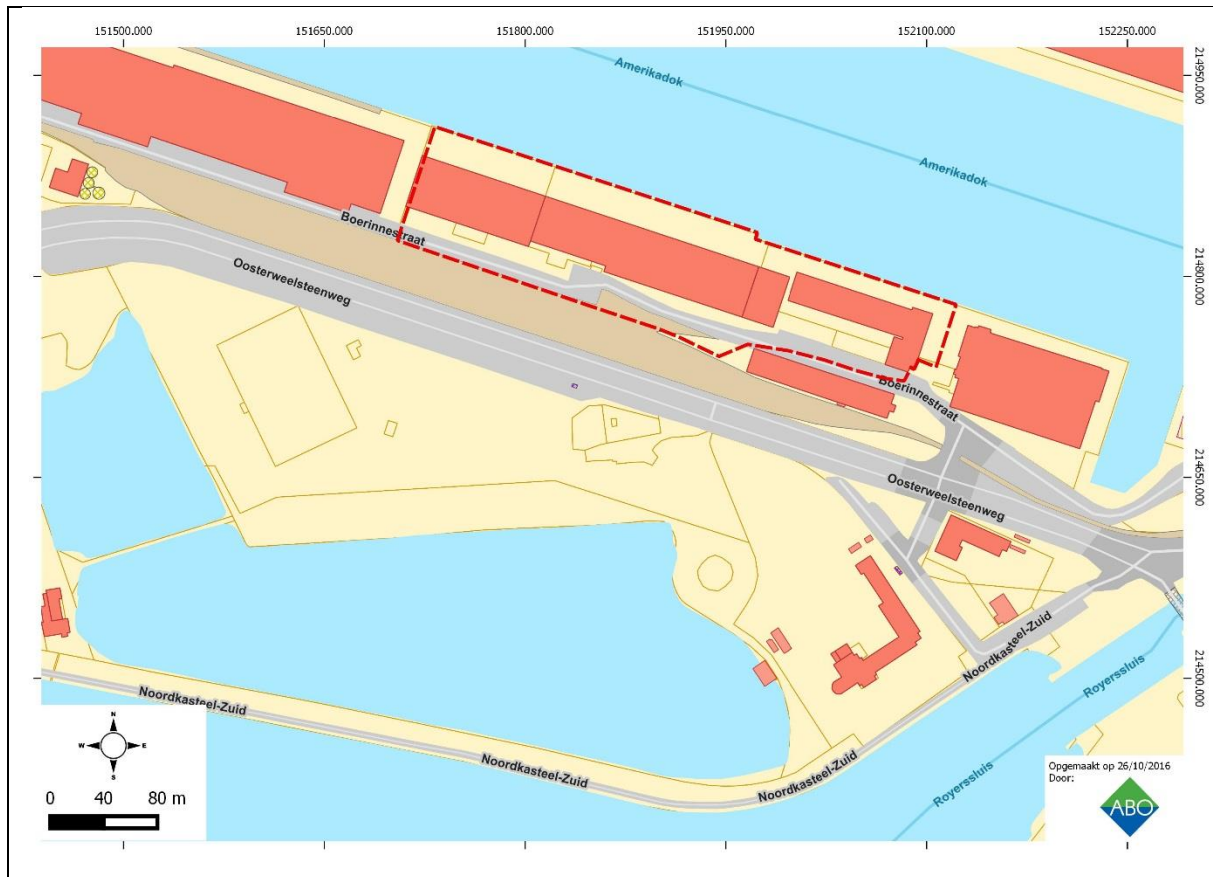 151500.000 151650.000 151800.000 151950.000 152100.000 152250.000
214950.000
Amerikadok
Amerikadok
Boerinnestraat
Oosterweelsteenweg
214800.000
Boerinnestraat
214650.000
Oosterweelsteenweg
Noordkasteel-Zuid
Royerssluis
214500.000
Noordkasteel-Zuid
Noordkasteel-Zuid
Noordkasteel-Zuid
Royerssluis
N
W E
S
0 40 80 m
Opgemaakt op 26/10/2016
Door:
ABO